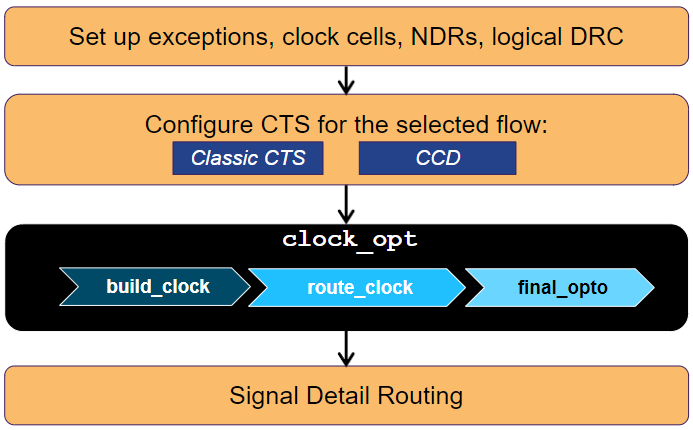 Set up exceptions, clock cells, NDRs, logical DRC
Configure CTS for the selected flow:
Classic CTS
CCD
clock_opt
build_clock
route_clock
final_opto
Signal Detail Routing